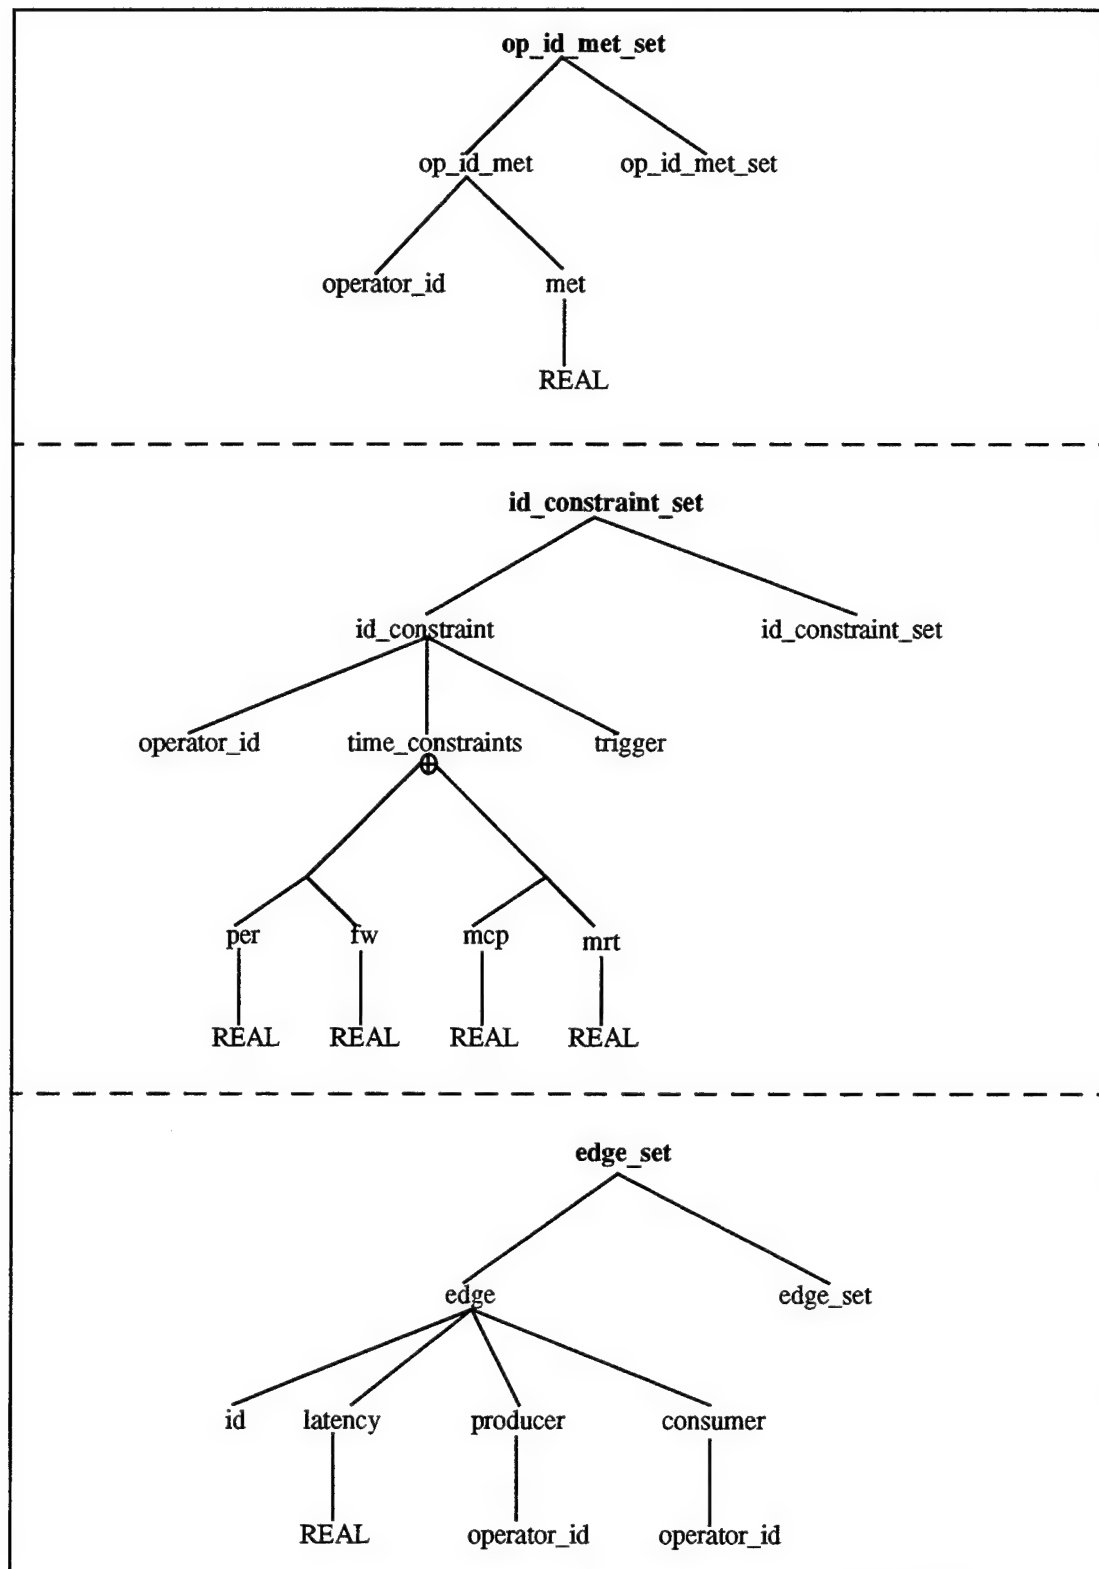 op_id_met_set
op_id_met op_id_met_set
operator_id met
REAL
id_constraint_set
id_constraint id_constraint_set
operator_id time_constraints trigger
per fw mcp mrt
REAL REAL REAL REAL
edge_set
edge edge_set
id latency producer consumer
REAL operator_id operator_id